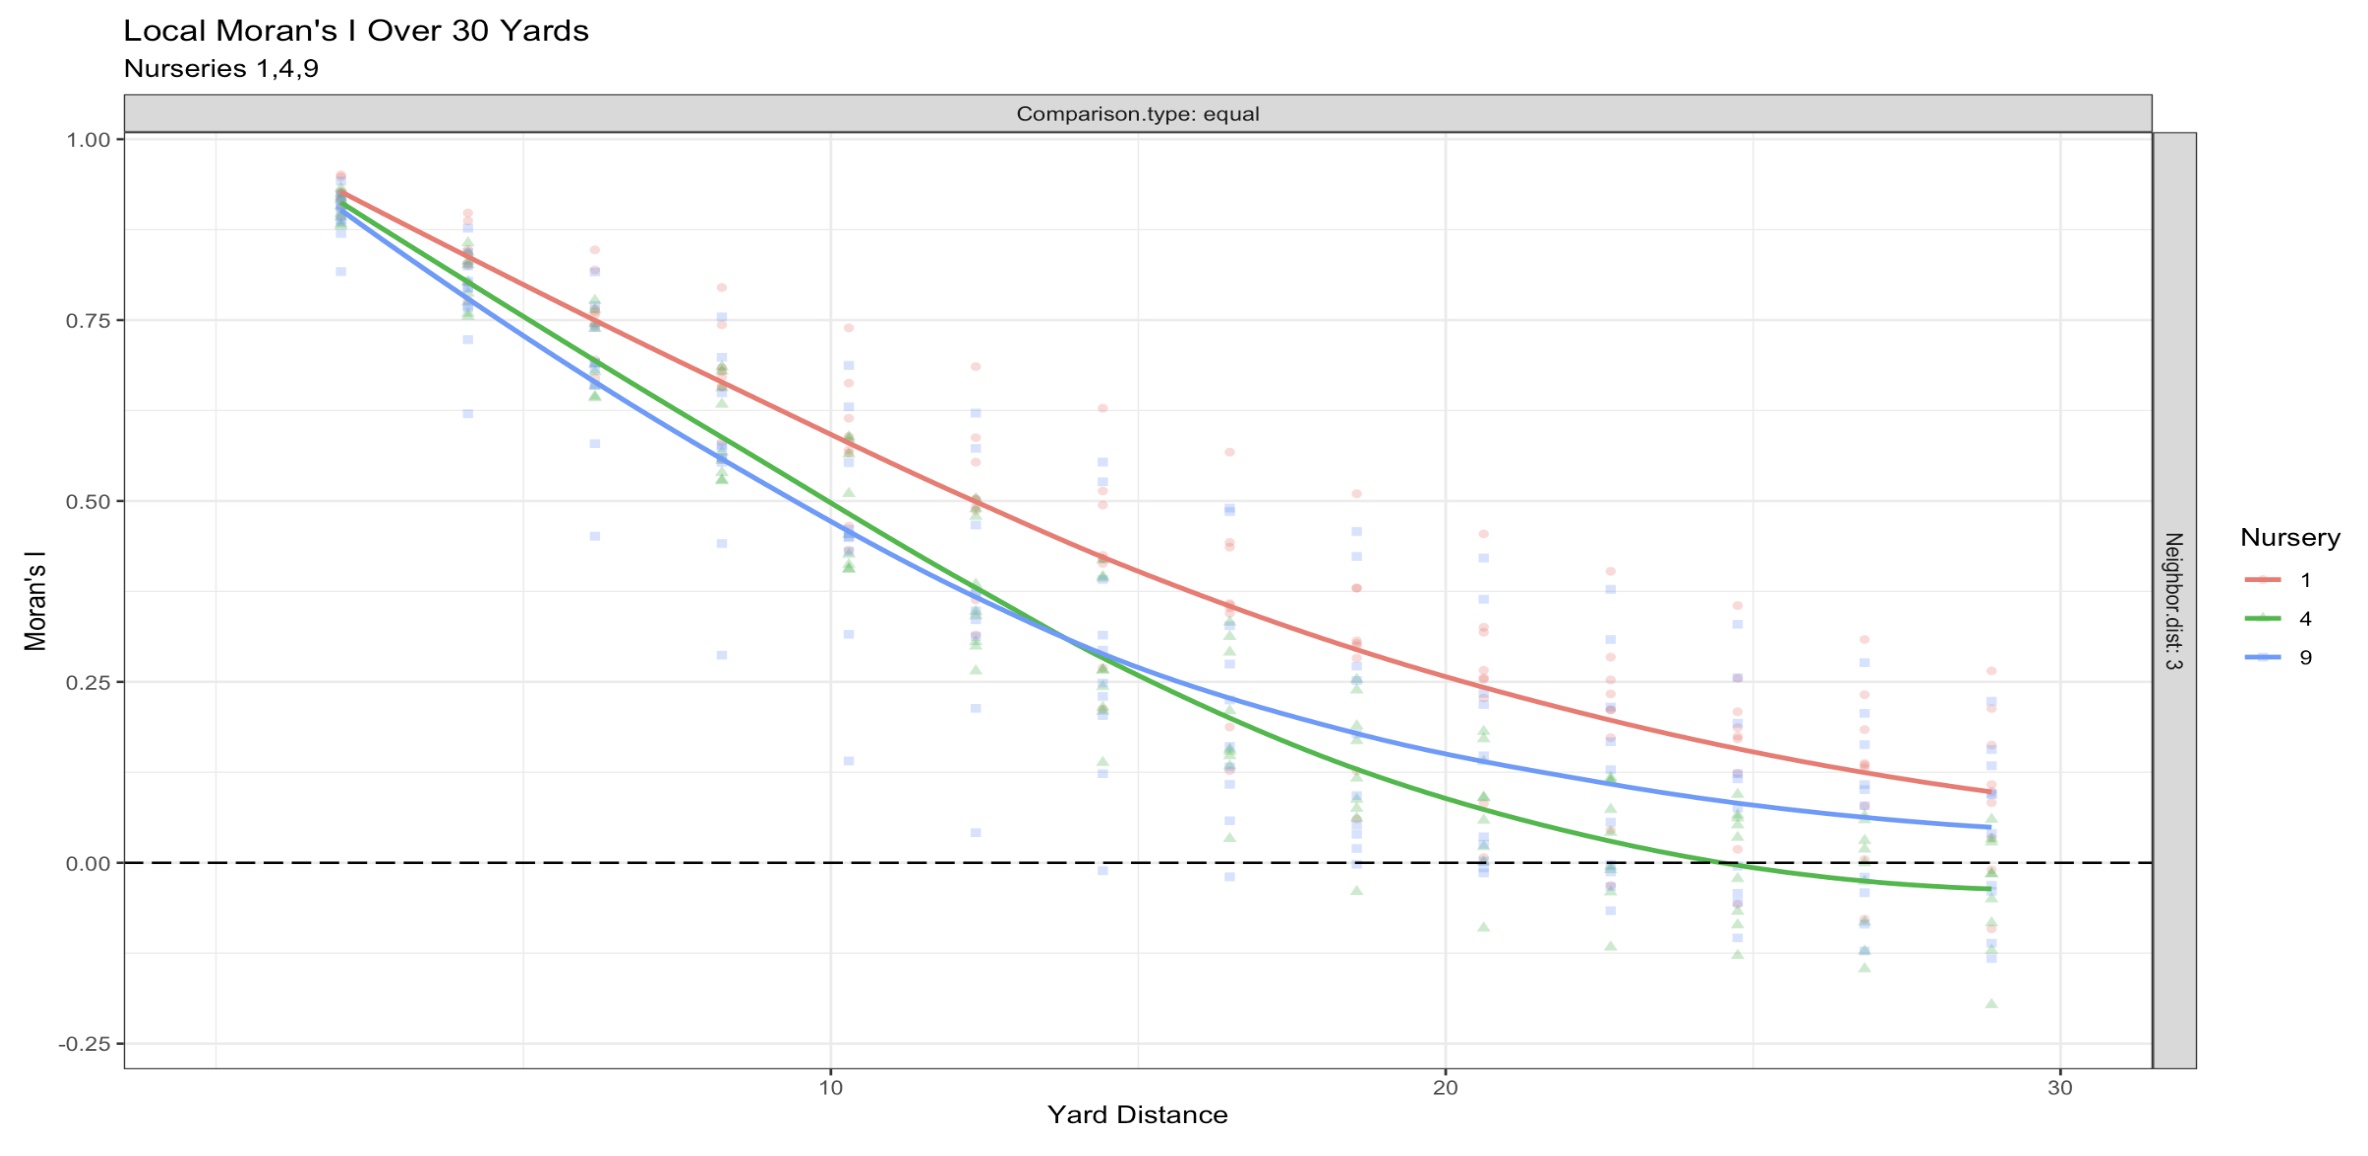 Local Moran's I Over 30 Yards
Nurseries 1,4,9
Comparison.type: equal
1.00
0.75
0.50
0.25
0.00
-0.25
Moran's I
10
20
30
Yard Distance
Neighbor.dist: 3
Nursery
1
4
9